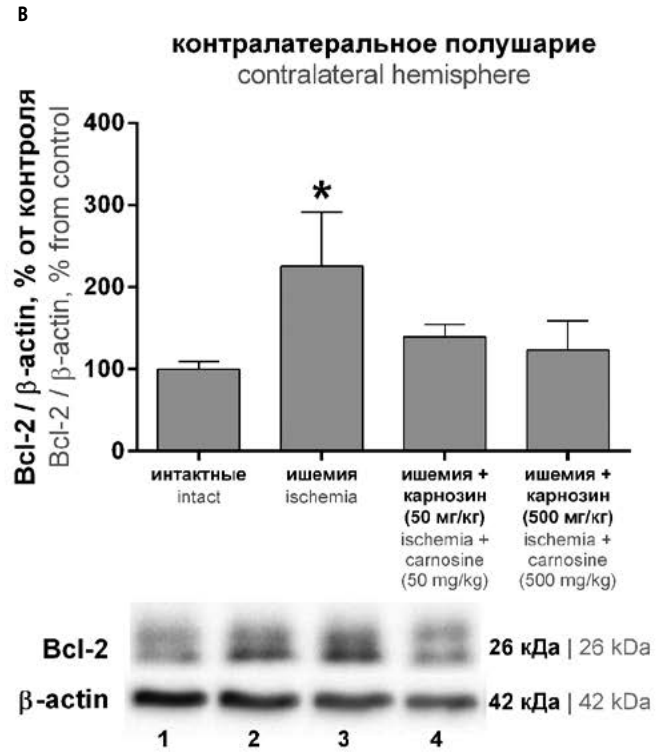 B
контралатеральное полушарие
contralateral hemisphere
Bcl-2 / β-actin, % от контроля
Bcl-2 / β-actin, % from control
400
300
200
100
0
*
интактные
intact
ишемия
ischemia
ишемия +
карнозин
(50 мг/кг)
ischemia +
carnosine
(50 mg/kg)
ишемия +
карнозин
(500 мг/кг)
ischemia +
carnosine
(500 mg/kg)
Bcl-2
26 кДа | 26 kDa
β-actin
42 кДа | 42 kDa
1 2 3 4